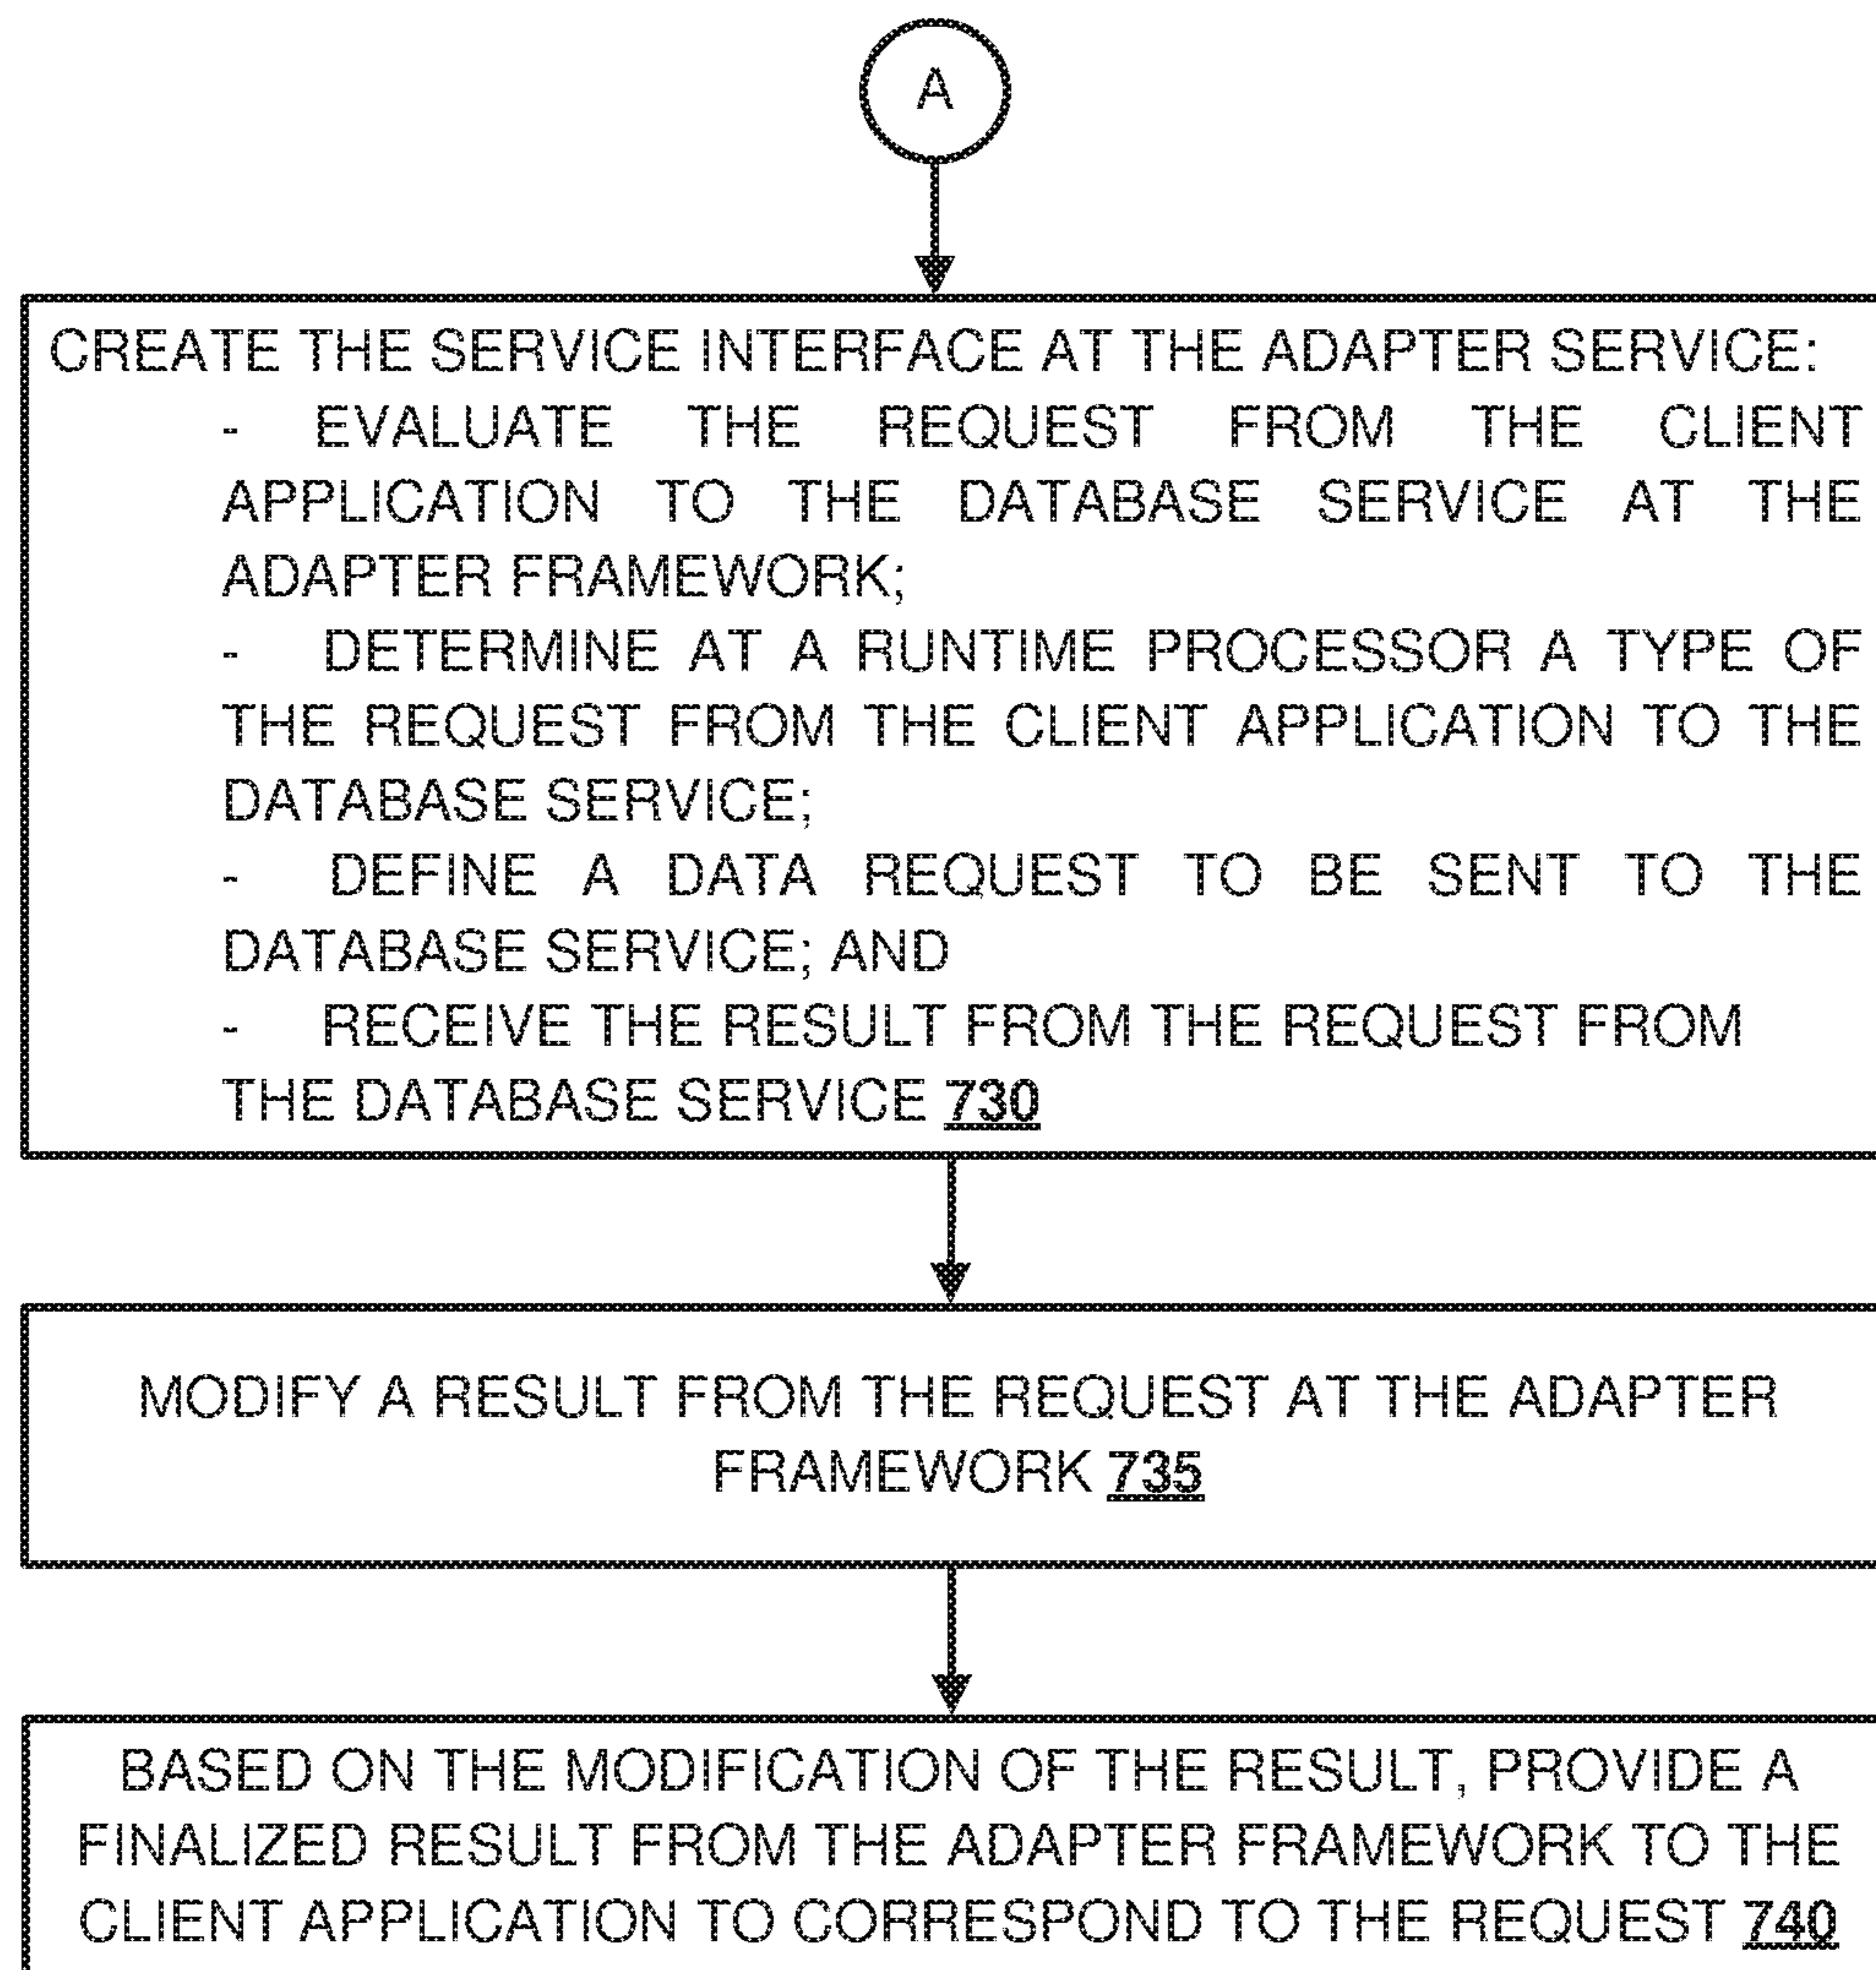 A
CREATE THE SERVICE INTERFACE AT THE ADAPTER SERVICE:
- EVALUATE THE REQUEST FROM THE CLIENT
APPLICATION TO THE DATABASE SERVICE AT THE
ADAPTER FRAMEWORK;
- DETERMINE AT A RUNTIME PROCESSOR A TYPE OF
THE REQUEST FROM THE CLIENT APPLICATION TO THE
DATABASE SERVICE;
- DEFINE A DATA REQUEST TO BE SENT TO THE
DATABASE SERVICE; AND
- RECEIVE THE RESULT FROM THE REQUEST FROM
THE DATABASE SERVICE 730
MODIFY A RESULT FROM THE REQUEST AT THE ADAPTER
FRAMEWORK 735
BASED ON THE MODIFICATION OF THE RESULT, PROVIDE A
FINALIZED RESULT FROM THE ADAPTER FRAMEWORK TO THE
CLIENT APPLICATION TO CORRESPOND TO THE REQUEST 740